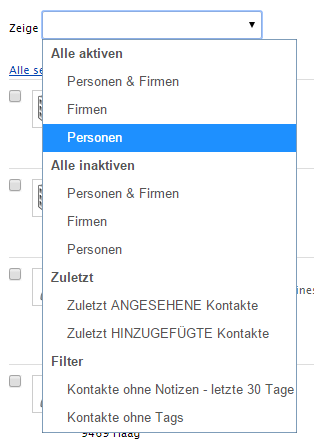 Zeige
Alle aktiven
Alle se
Personen & Firmen
Firmen
Personen
Alle inaktiven
Personen & Firmen
Firmen
Personen
Zuletzt
Zuletzt ANGESEHENE Kontakte
Zuletzt HINZUGEFÜGTE Kontakte
Filter
Kontakte ohne Notizen - letzte 30 Tage
Kontakte ohne Tags
9469 Haag